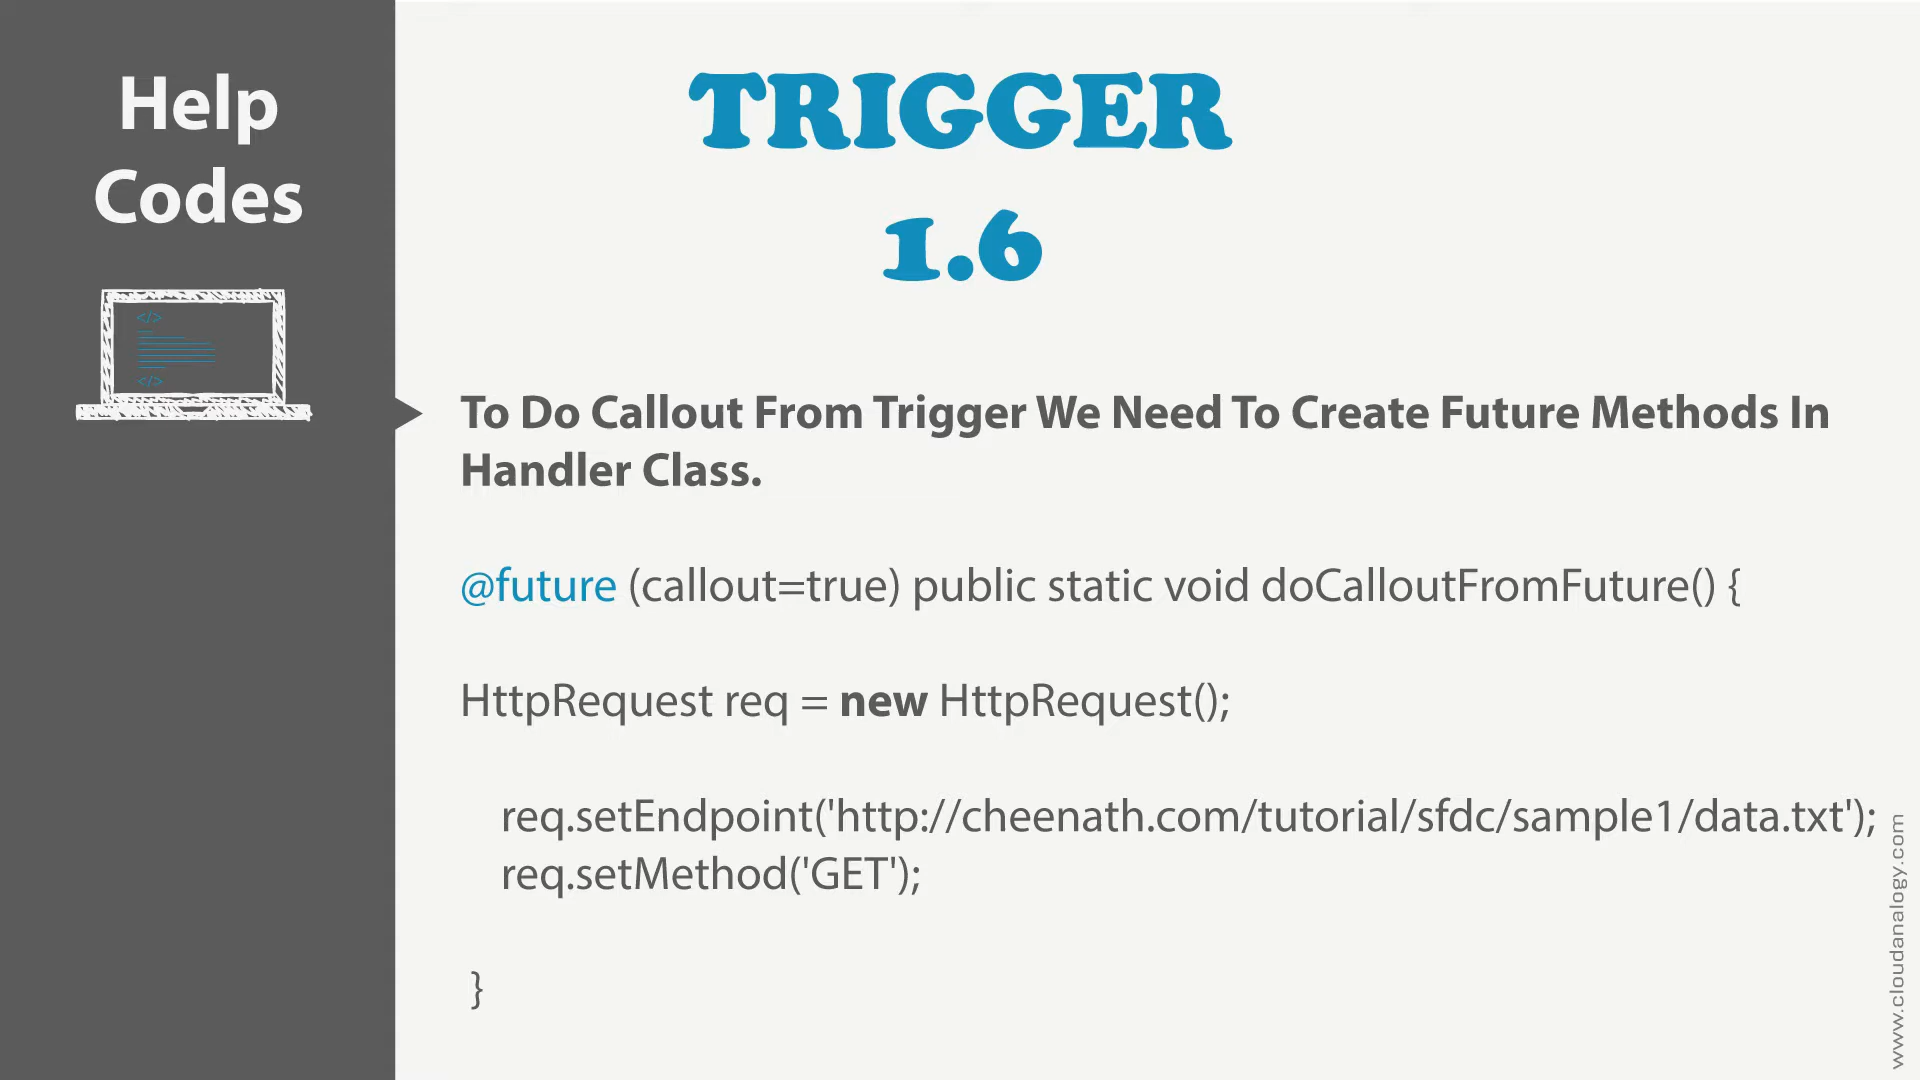 Help
Codes
</>
</>
TRIGGER
1.6
To Do Callout From Trigger We Need To Create Future Methods In
Handler Class.
@future (callout=true) public static void doCalloutFromFuture() {
HttpRequest req = new HttpRequest();
req.setEndpoint('http://cheenath.com/tutorial/sfdc/sample1/data.txt');
req.setMethod('GET');
}
www.cloudanalogy.com